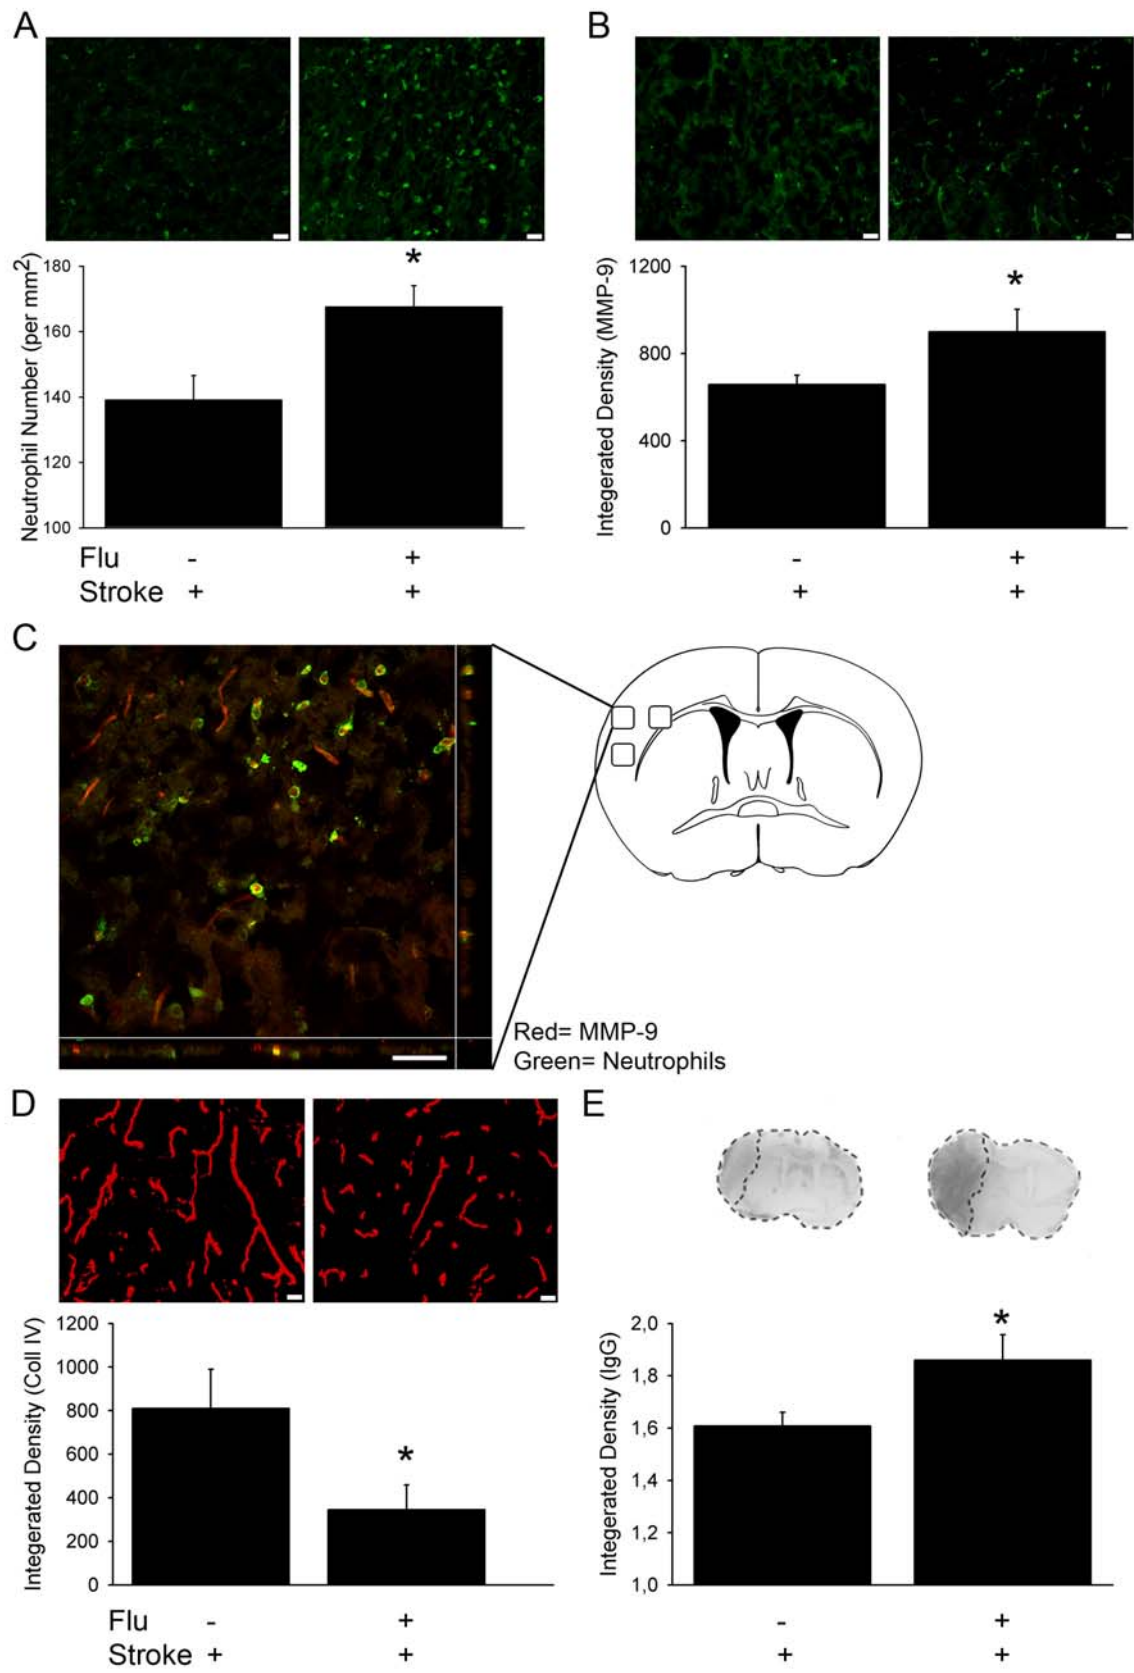 A
B
Neutrophil Number (per mm2)
180
160
140
120
100
*
Flu - +
Stroke + +
Integerated Density (MMP-9)
1200
800
400
0
*
- +
+ +
C
Red= MMP-9
Green= Neutrophils
D
E
Integerated Density (Coll IV)
1200
1000
800
600
400
200
0
*
Flu - +
Stroke + +
Integerated Density (IgG)
2,0
1,8
1,6
1,4
1,2
1,0
*
- +
+ +